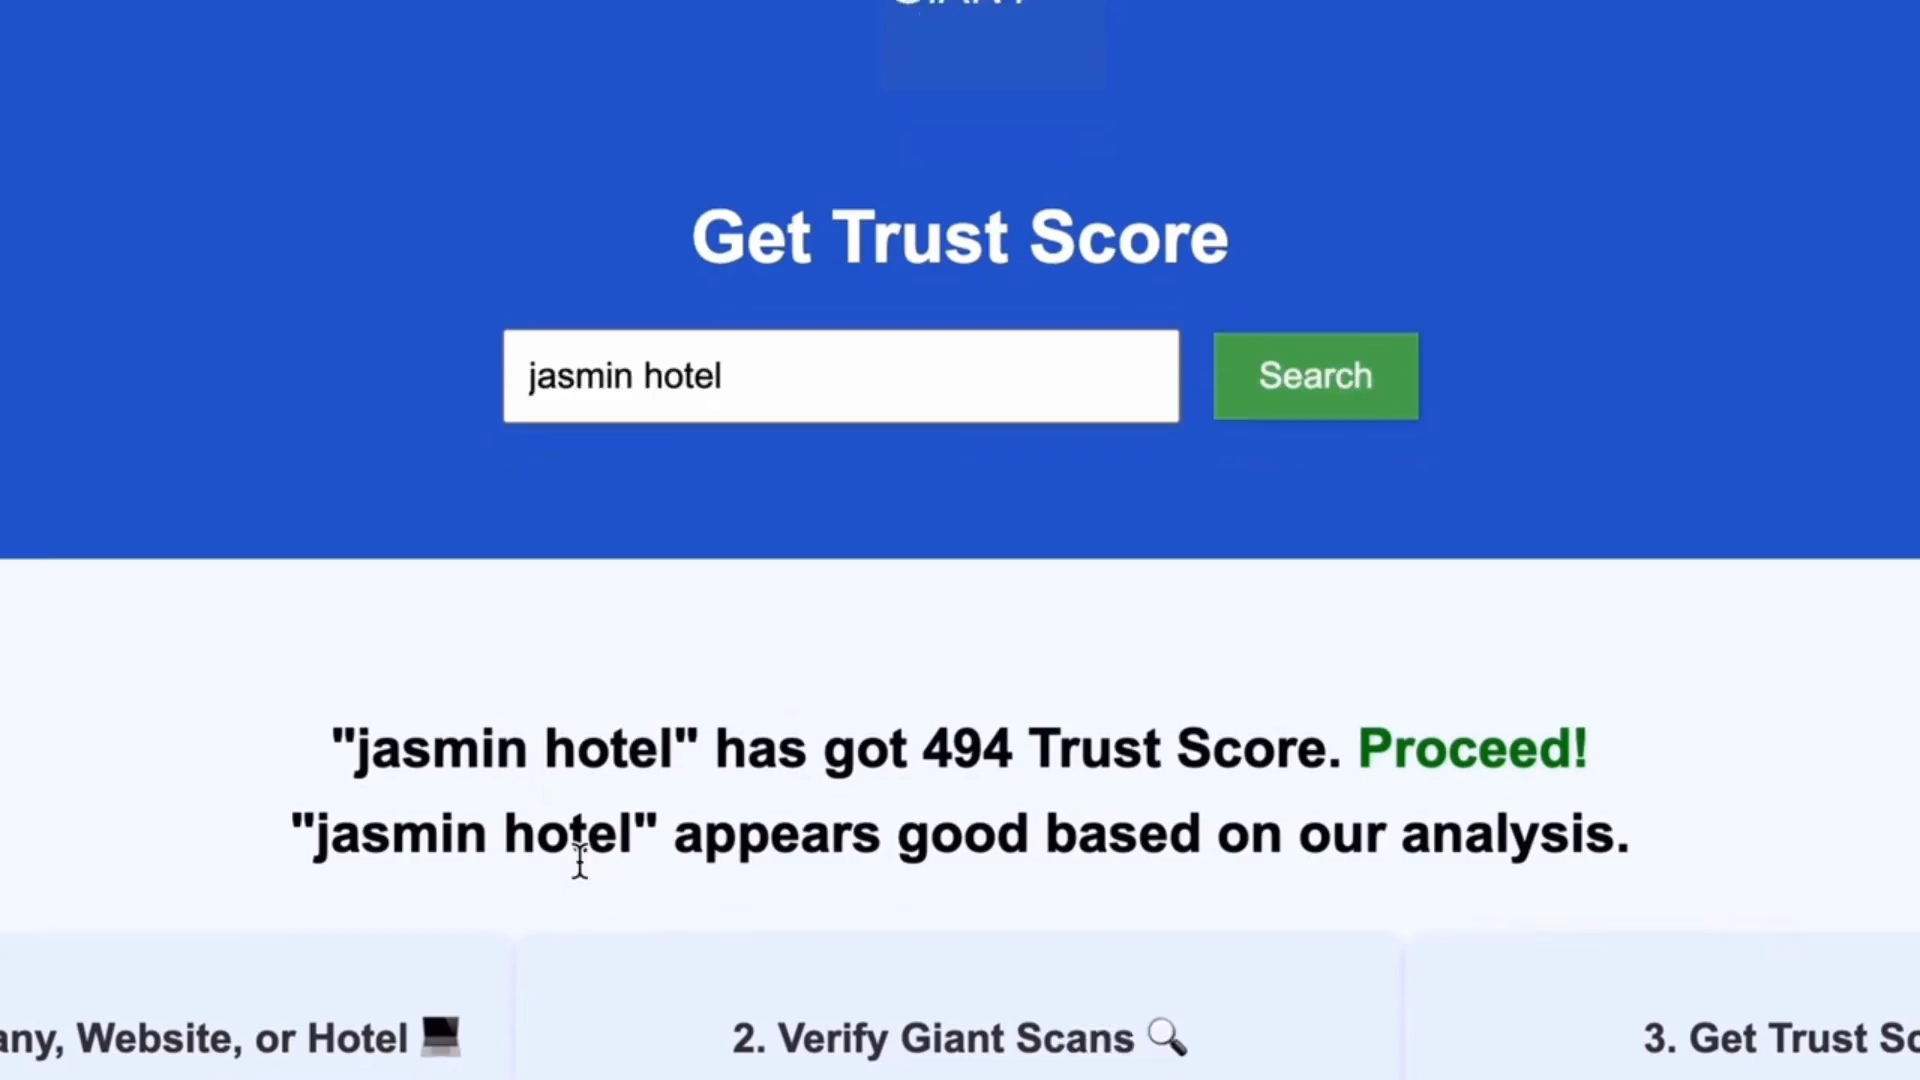 GIANT
Get Trust Score
jasmin hotel
Search
"jasmin hotel" has got 494 Trust Score. Proceed!
"jasmin hotel" appears good based on our analysis.
any, Website, or Hotel
2. Verify Giant Scans
3. Get Trust Sc